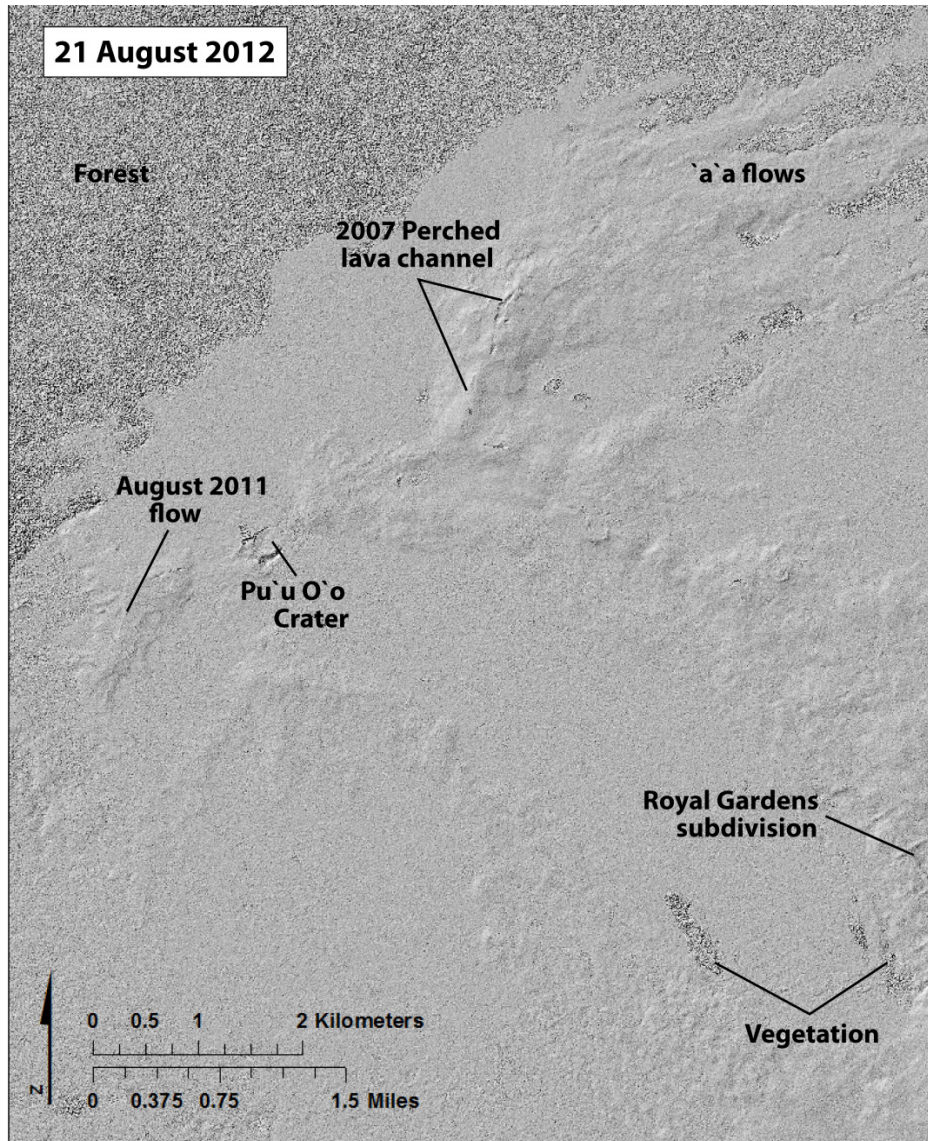 21 August 2012
Forest
`a`a flows
2007 Perched
lava channel
August 2011
flow
Pu`u O`o
Crater
Royal Gardens
subdivision
Vegetation
0 0.5 1 2 Kilometers
0 0.375 0.75 1.5 Miles
N